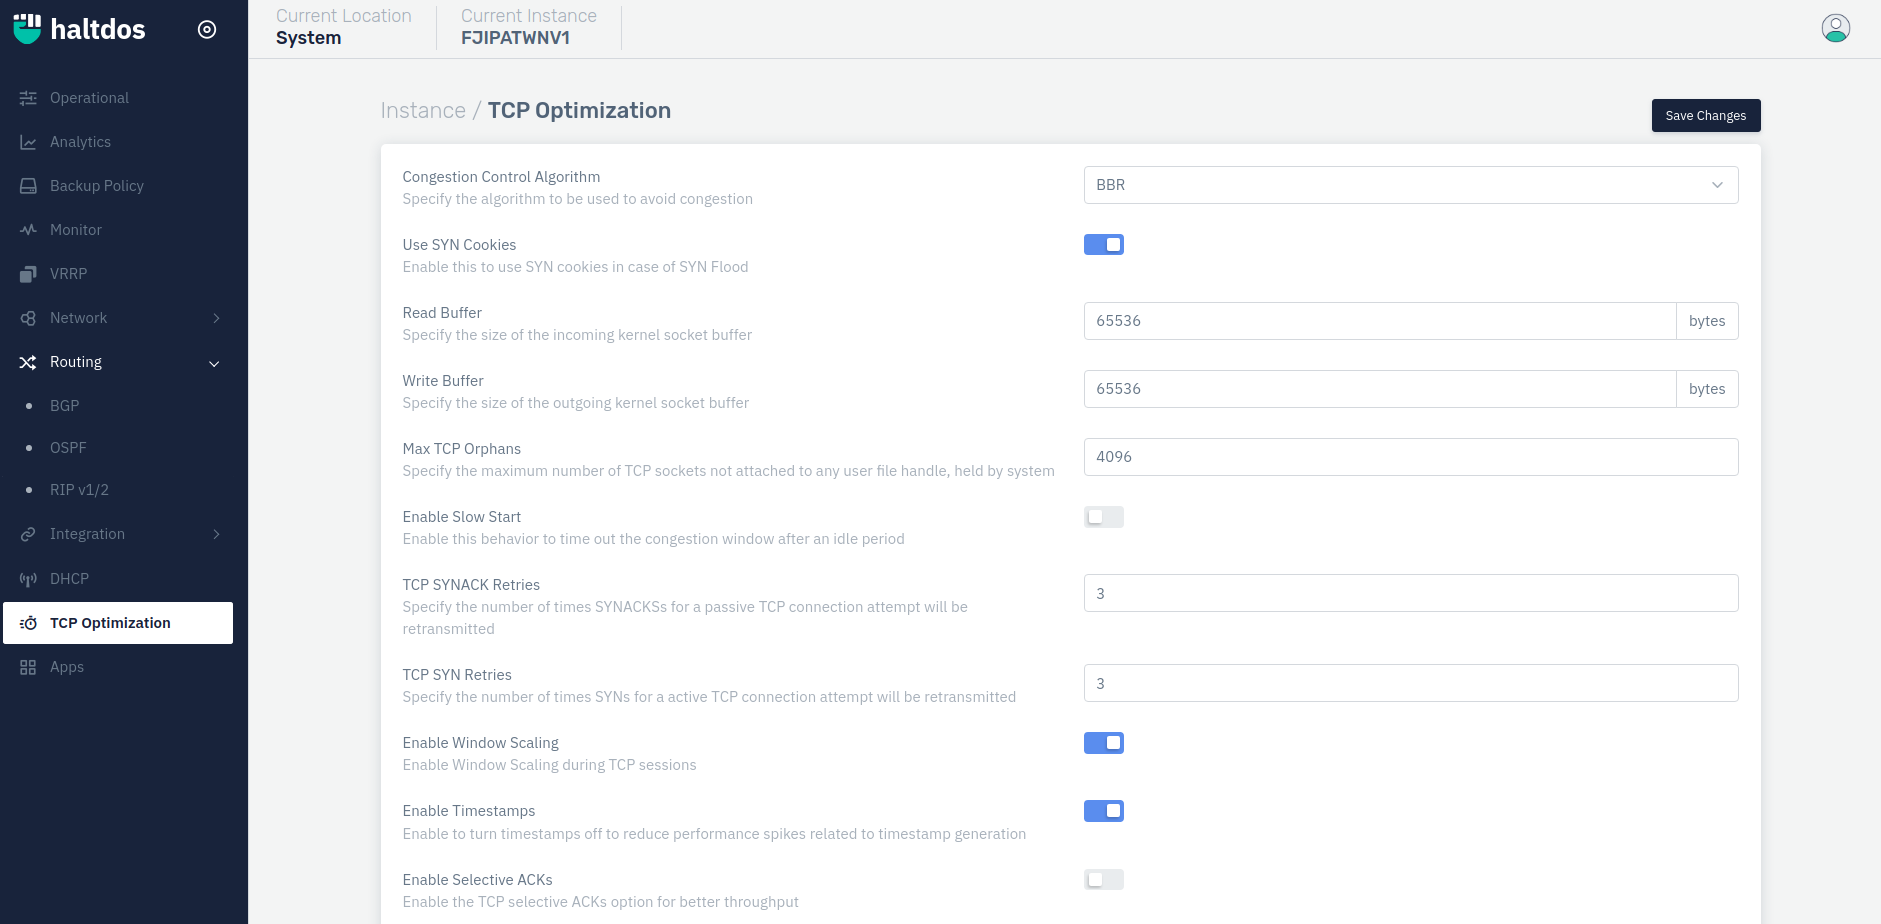 haltdos
Operational
Analytics
Backup Policy
Monitor
VRRP
Network
Routing
BGP
OSPF
RIP v1/2
Integration
DHCP
TCP Optimization
Apps
Current Location
System
Current Instance
FJIPATWNV1
Instance / TCP Optimization
Save Changes
Congestion Control Algorithm
Specify the algorithm to be used to avoid congestion
BBR
Use SYN Cookies
Enable this to use SYN cookies in case of SYN Flood
Read Buffer
Specify the size of the incoming kernel socket buffer
65536 bytes
Write Buffer
Specify the size of the outgoing kernel socket buffer
65536 bytes
Max TCP Orphans
Specify the maximum number of TCP sockets not attached to any user file handle, held by system
4096
Enable Slow Start
Enable this behavior to time out the congestion window after an idle period
TCP SYNACK Retries
Specify the number of times SYNACKSs for a passive TCP connection attempt will be
retransmitted
3
TCP SYN Retries
Specify the number of times SYNs for a active TCP connection attempt will be retransmitted
3
Enable Window Scaling
Enable Window Scaling during TCP sessions
Enable Timestamps
Enable to turn timestamps off to reduce performance spikes related to timestamp generation
Enable Selective ACKs
Enable the TCP selective ACKs option for better throughput